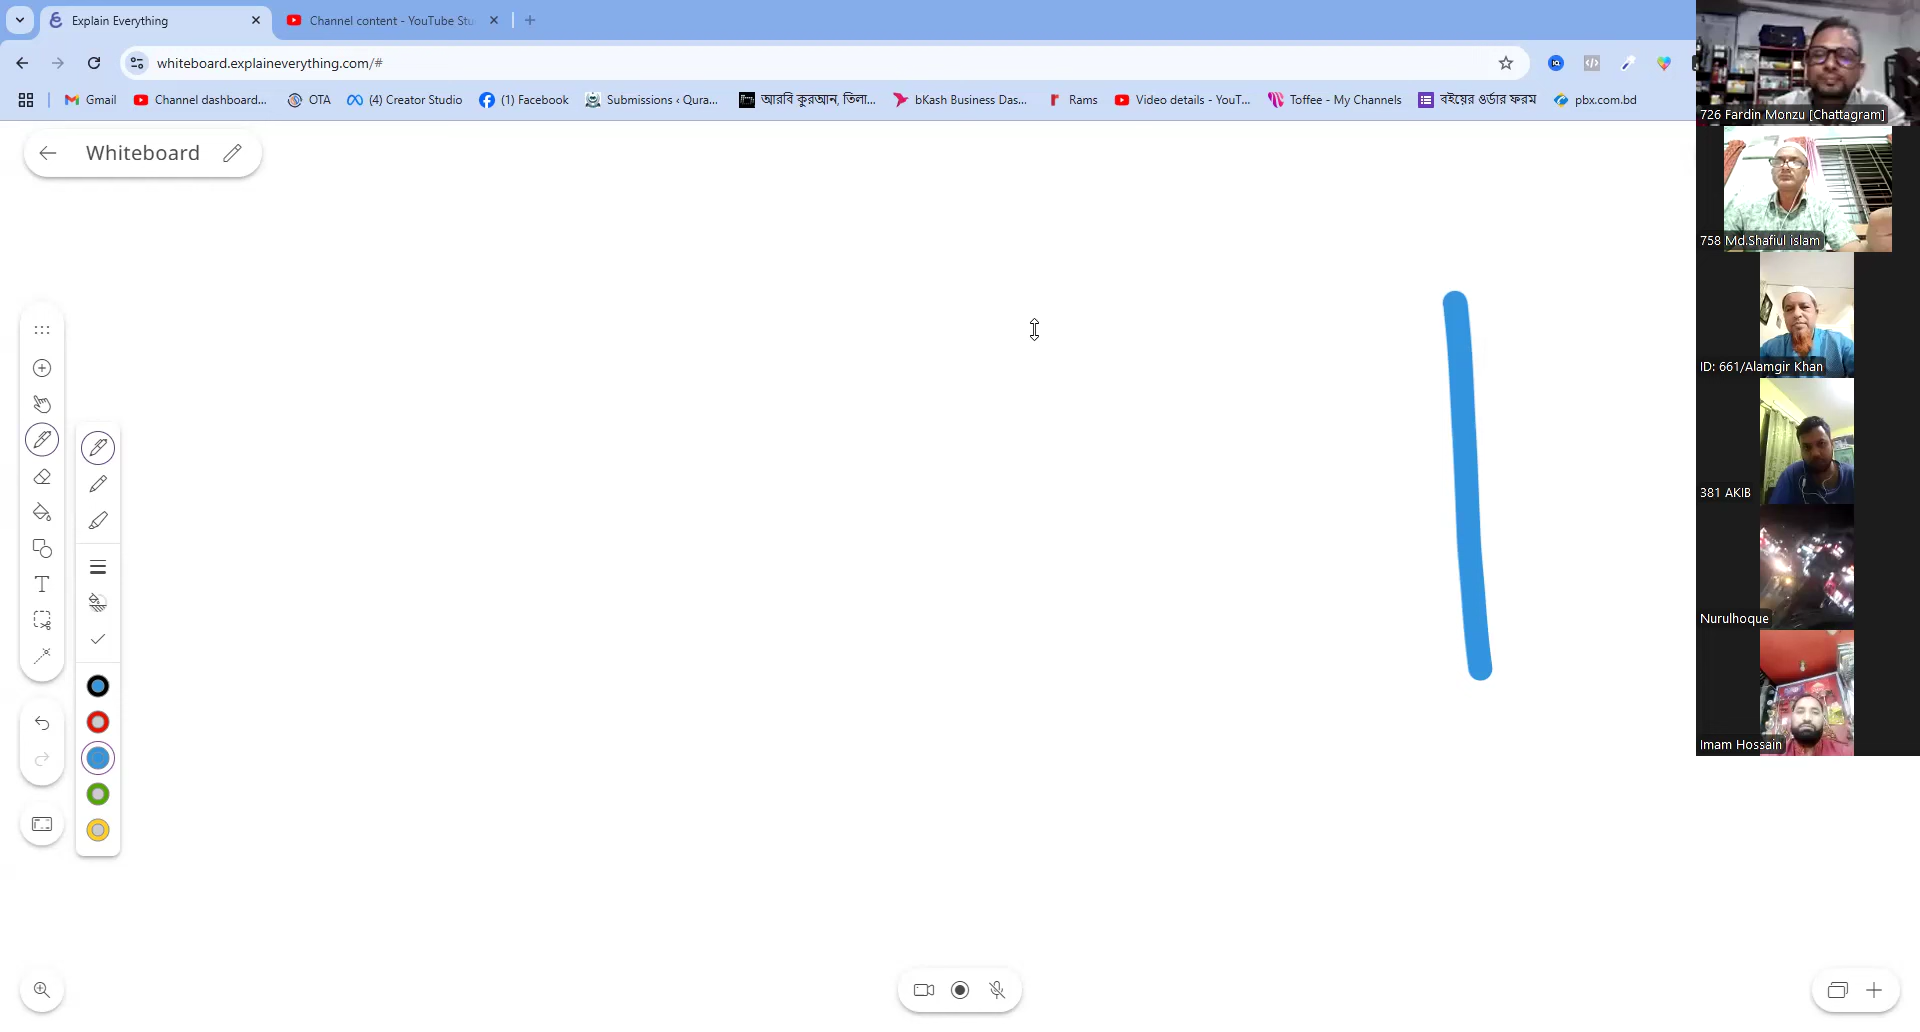 Explain Everything
Channel content - YouTube Stu
whiteboard.explaineverything.com/#
Gmail
Channel dashboard...
OTA
(4) Creator Studio
(1) Facebook
Submissions ‹ Qura...
আরবি কুরআন, তিলা...
bKash Business Das...
Rams
Video details - YouT...
Toffee - My Channels
বইয়ের ওর্ডার ফরম
pbx.com.bd
Whiteboard
T
726 Fardin Monzu [Chattagram]
758 Md.Shafiul islam
ID: 661/Alamgir Khan
381 AKIB
Nurulhoque
Imam Hossain